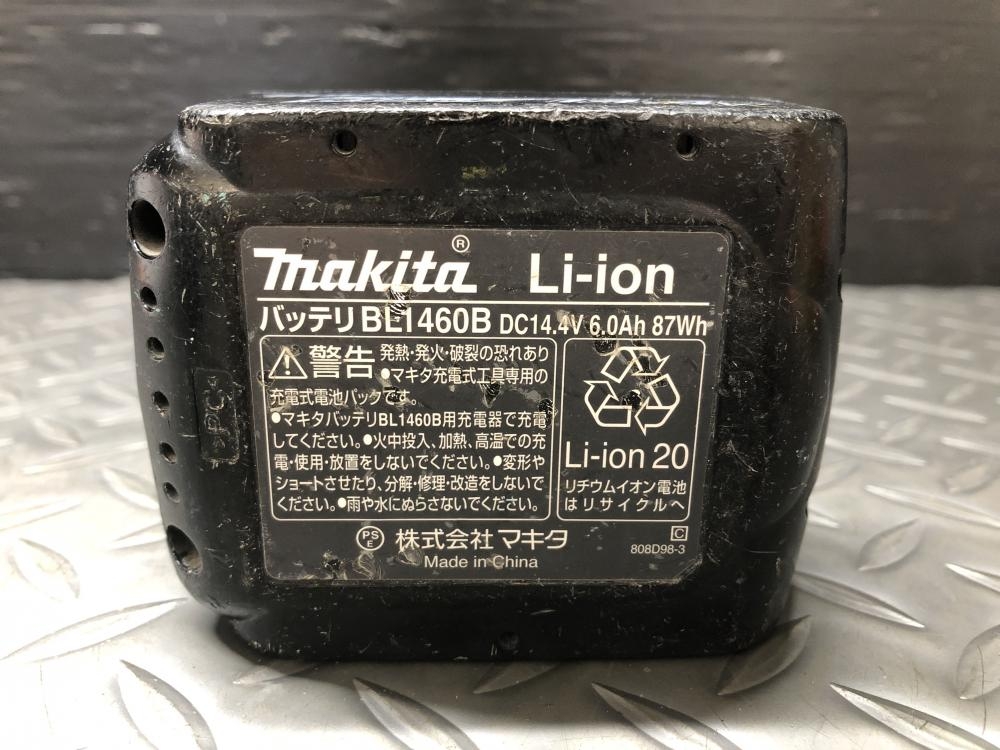 makita® Li-ion
バッテリ BL1460B DC14.4V 6.0Ah 87Wh
警告 発熱・発火・破裂の恐れあり
●マキタ充電式工具専用の
充電式電池パックです。
●マキタバッテリBL1460B用充電器で充電
してください。●火中投入、加熱、高温での充
電・使用・放置をしないでください。●変形や
ショートさせたり、分解・修理・改造をしないで
ください。●雨や水にぬらさないでください。
Li-ion 20
リチウムイオン電池
はリサイクルへ
PS
E
株式会社 マキタ
Made in China
C
808D98-3
>PC<